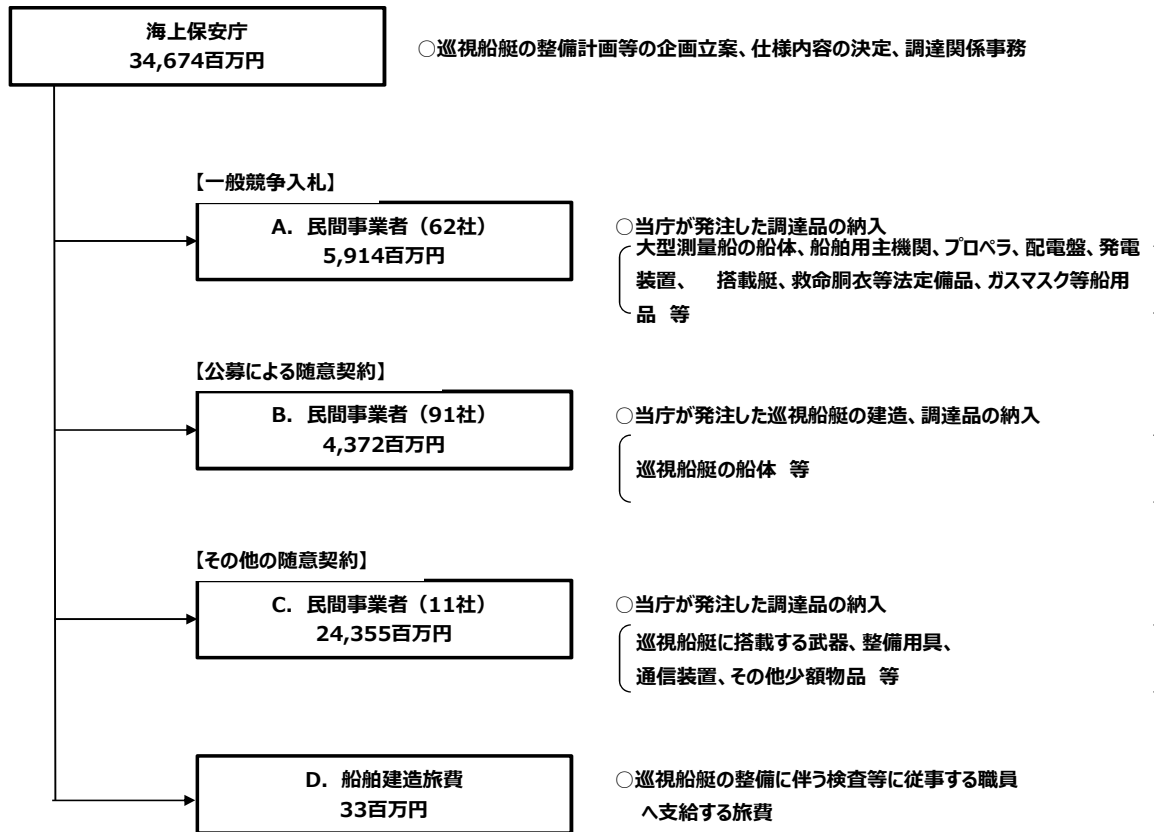 海上保安庁
34,674百万円
○巡視船艇の整備計画等の企画立案、仕様内容の決定、調達関係事務
【一般競争入札】
A. 民間事業者（62社）
5,914百万円
○当庁が発注した調達品の納入
大型測量船の船体、船舶用主機関、プロペラ、配電盤、発電
装置、 搭載艇、救命胴衣等法定備品、ガスマスク等船用
品 等
【公募による随意契約】
B. 民間事業者（91社）
4,372百万円
○当庁が発注した巡視船艇の建造、調達品の納入
巡視船艇の船体 等
【その他の随意契約】
C. 民間事業者（11社）
24,355百万円
○当庁が発注した調達品の納入
巡視船艇に搭載する武器、整備用具、
通信装置、その他少額物品 等
D. 船舶建造旅費
33百万円
○巡視船艇の整備に伴う検査等に従事する職員
へ支給する旅費